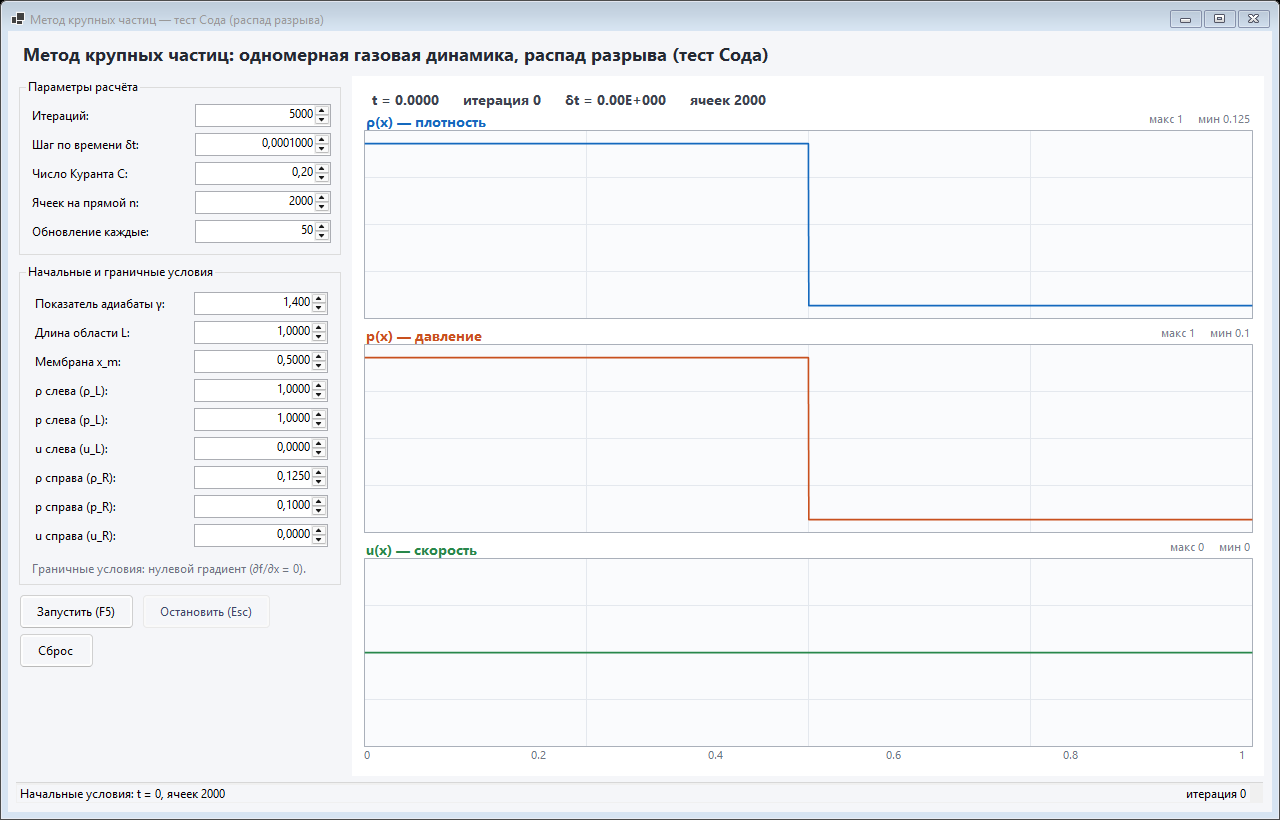 Метод крупных частиц — тест Сода (распад разрыва)
Метод крупных частиц: одномерная газовая динамика, распад разрыва (тест Сода)
Параметры расчёта
Итераций: 5000
Шаг по времени δt: 0,0001000
Число Куранта C: 0,20
Ячеек на прямой n: 2000
Обновление каждые: 50
Начальные и граничные условия
Показатель адиабаты γ: 1,400
Длина области L: 1,0000
Мембрана x_m: 0,5000
ρ слева (ρ_L): 1,0000
p слева (p_L): 1,0000
u слева (u_L): 0,0000
ρ справа (ρ_R): 0,1250
p справа (p_R): 0,1000
u справа (u_R): 0,0000
Граничные условия: нулевой градиент (∂f/∂x = 0).
Запустить (F5) Остановить (Esc)
Сброс
t = 0.0000 итерация 0 δt = 0.00E+000 ячеек 2000
ρ(x) — плотность макс 1 мин 0.125
p(x) — давление макс 1 мин 0.1
u(x) — скорость макс 0 мин 0
0 0.2 0.4 0.6 0.8 1
Начальные условия: t = 0, ячеек 2000 итерация 0